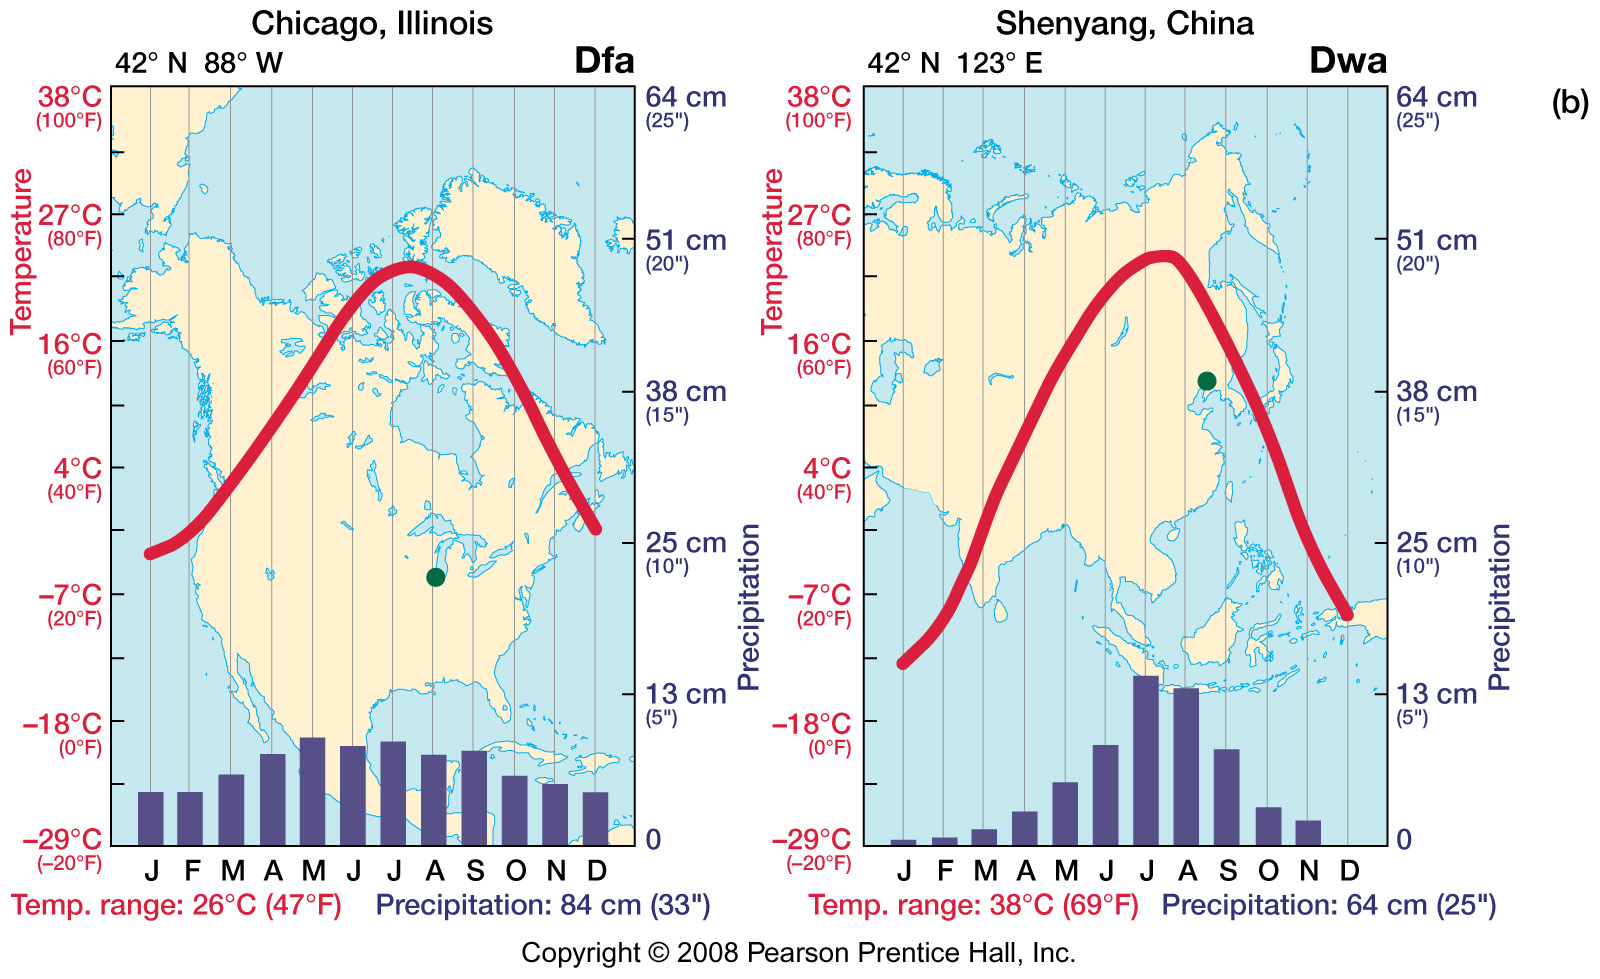 Chicago, Illinois
42° N 88° W Dfa
Temperature
38°C
(100°F)
27°C
(80°F)
16°C
(60°F)
4°C
(40°F)
–7°C
(20°F)
–18°C
(0°F)
–29°C
(–20°F)
64 cm
(25")
51 cm
(20")
38 cm
(15")
25 cm
(10")
13 cm
(5")
0
Precipitation
J F M A M J J A S O N D
Temp. range: 26°C (47°F) Precipitation: 84 cm (33")
Shenyang, China
42° N 123° E Dwa
Temperature
38°C
(100°F)
27°C
(80°F)
16°C
(60°F)
4°C
(40°F)
–7°C
(20°F)
–18°C
(0°F)
–29°C
(–20°F)
64 cm
(25")
51 cm
(20")
38 cm
(15")
25 cm
(10")
13 cm
(5")
0
Precipitation
J F M A M J J A S O N D
Temp. range: 38°C (69°F) Precipitation: 64 cm (25")
(b)
Copyright © 2008 Pearson Prentice Hall, Inc.